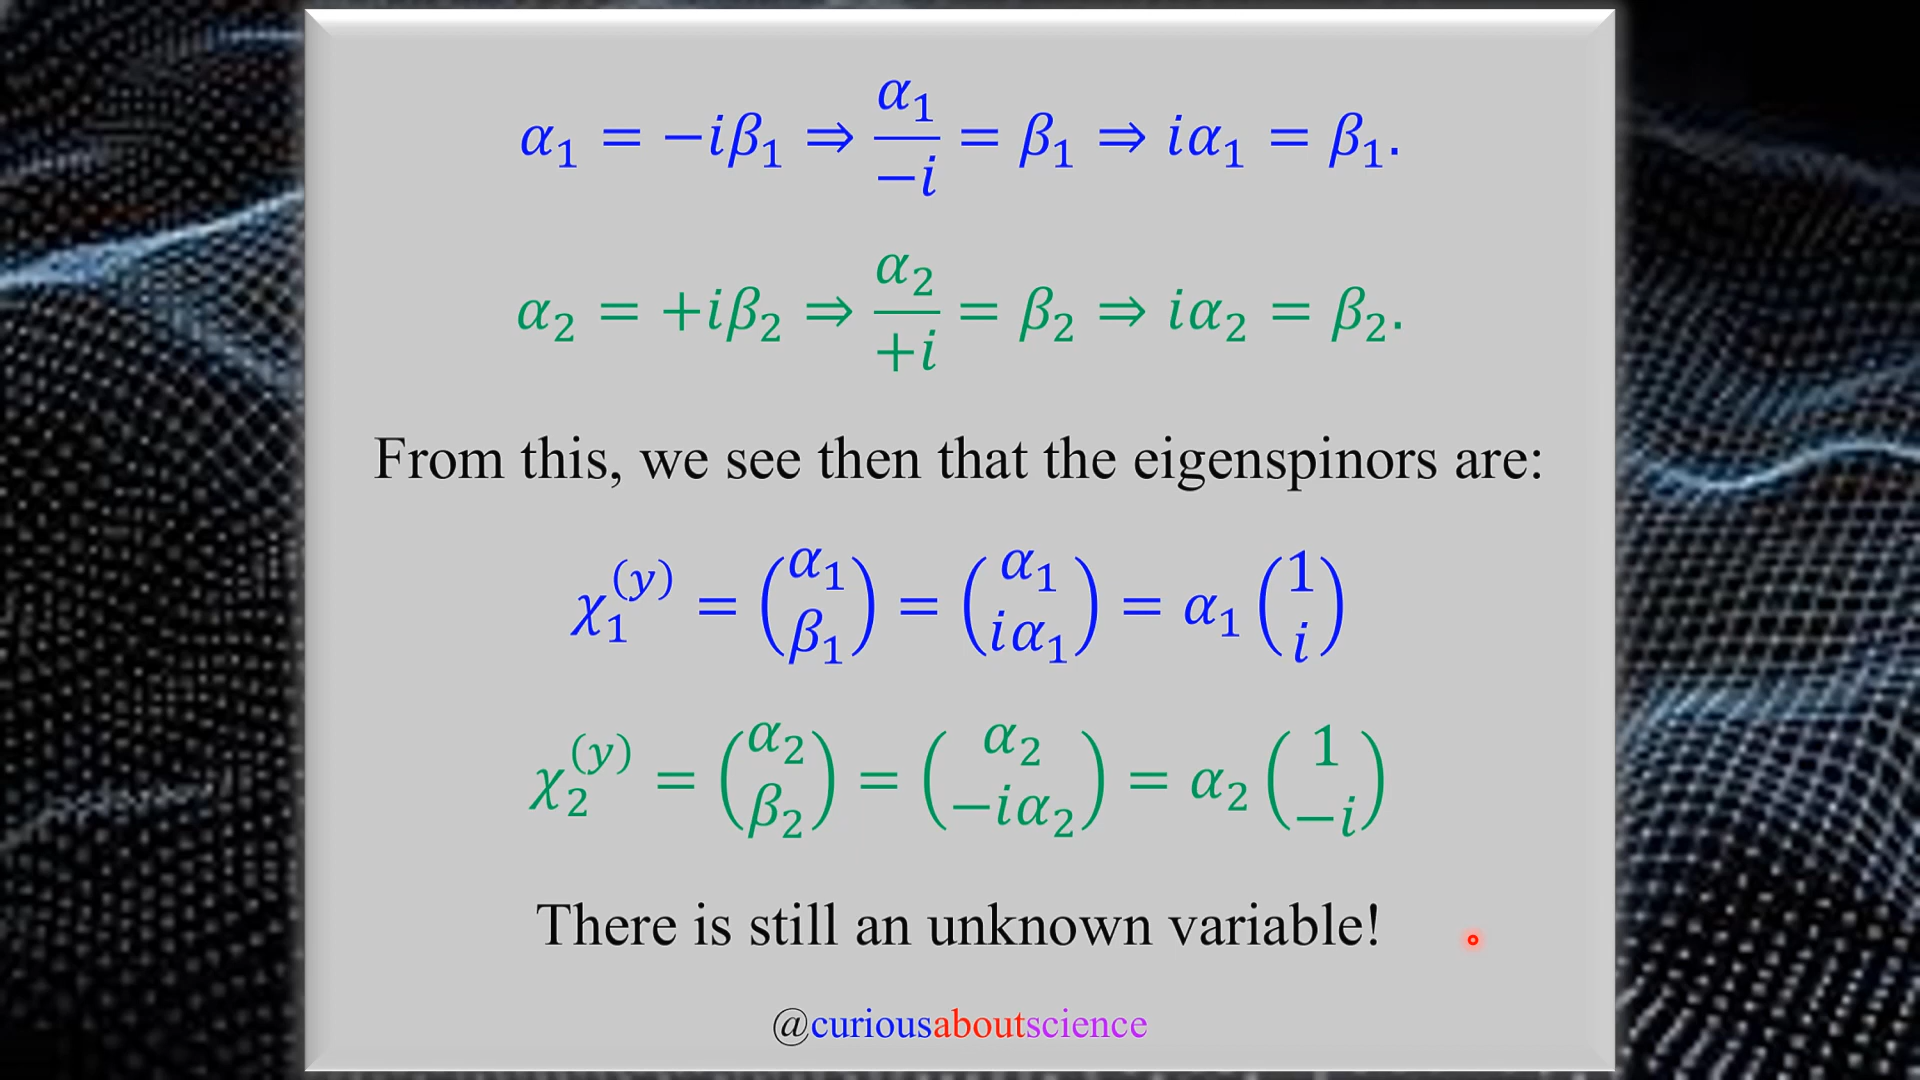 α₁ = −iβ₁ ⇒ α₁/−i = β₁ ⇒ iα₁ = β₁.
α₂ = +iβ₂ ⇒ α₂/+i = β₂ ⇒ iα₂ = β₂.
From this, we see then that the eigenspinors are:
χ₁⁽ʸ⁾ = (α₁ β₁) = (α₁ iα₁) = α₁ (1 i)
χ₂⁽ʸ⁾ = (α₂ β₂) = (α₂ −iα₂) = α₂ (1 −i)
There is still an unknown variable!
@curiousaboutscience